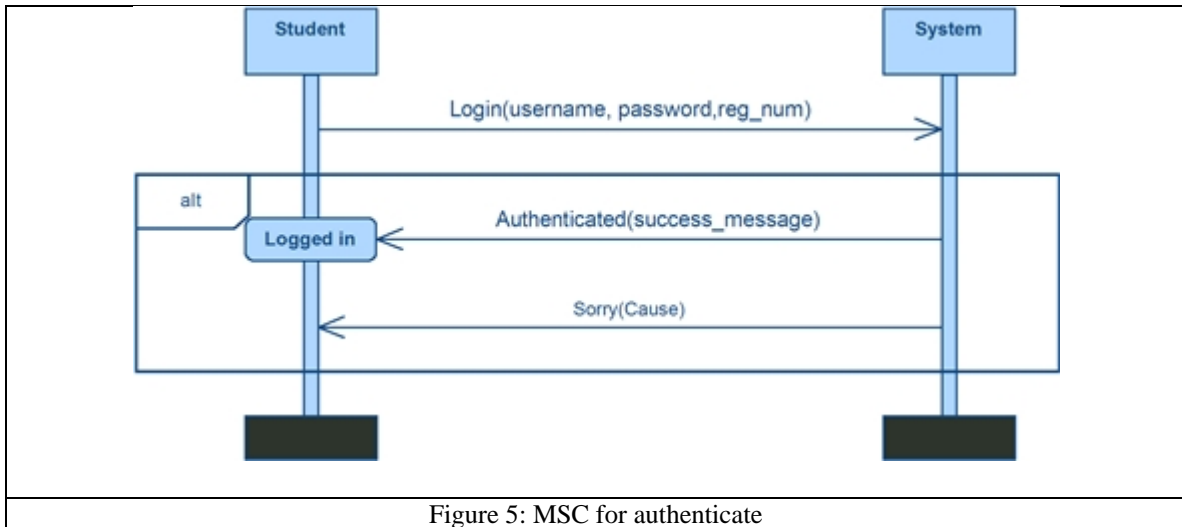 Student
System
Login(username, password,reg_num)
alt
Authenticated(success_message)
Logged in
Sorry(Cause)
Figure 5: MSC for authenticate